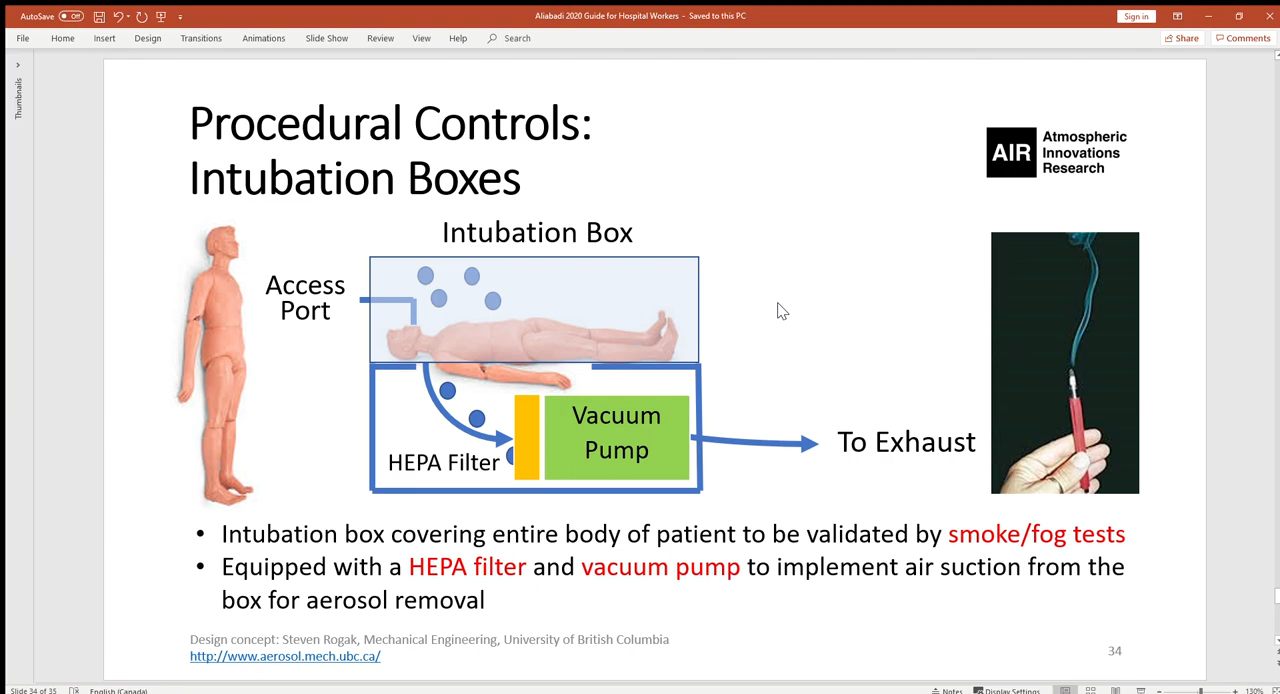 AutoSave Off
Aliabadi 2020 Guide for Hospital Workers - Saved to this PC
Sign in
File Home Insert Design Transitions Animations Slide Show Review View Help Search
Share Comments
Thumbnails
Procedural Controls:
Intubation Boxes
AIR
Atmospheric
Innovations
Research
Intubation Box
Access
Port
Vacuum
Pump
HEPA Filter
To Exhaust
• Intubation box covering entire body of patient to be validated by smoke/fog tests
• Equipped with a HEPA filter and vacuum pump to implement air suction from the
box for aerosol removal
Design concept: Steven Rogak, Mechanical Engineering, University of British Columbia
http://www.aerosol.mech.ubc.ca/
34
Slide 34 of 35 English (Canada) Notes Display Settings 130%